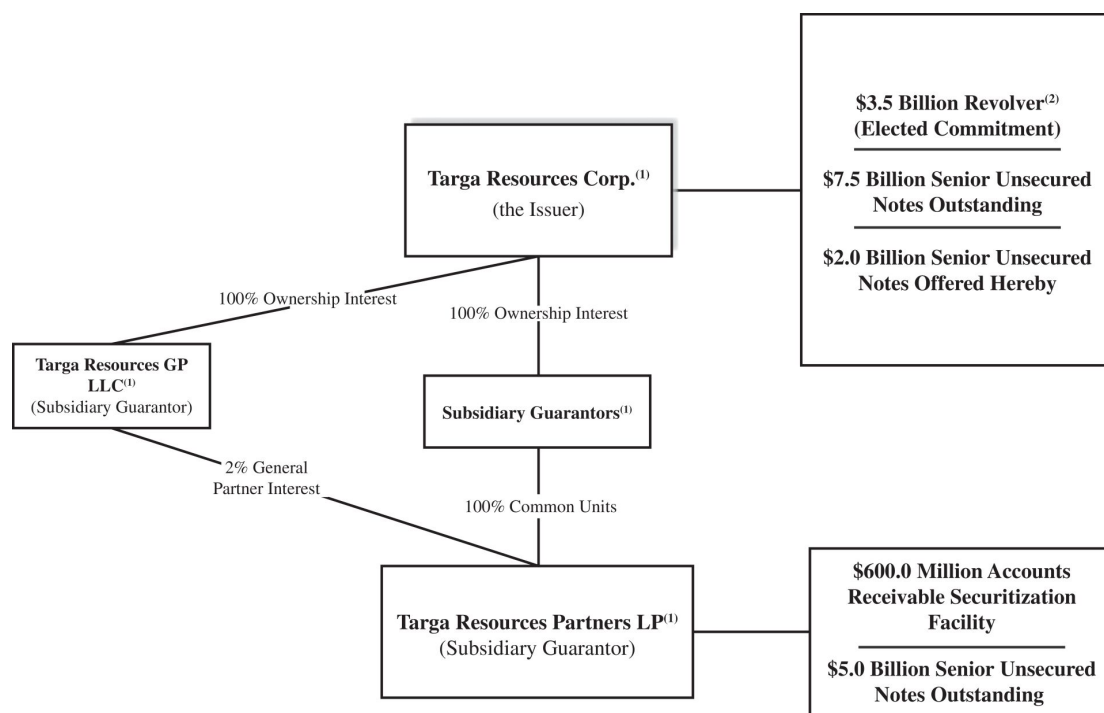 $3.5 Billion Revolver(2)
(Elected Commitment)
$7.5 Billion Senior Unsecured
Notes Outstanding
$2.0 Billion Senior Unsecured
Notes Offered Hereby
Targa Resources Corp.(1)
(the Issuer)
100% Ownership Interest
100% Ownership Interest
Targa Resources GP
LLC(1)
(Subsidiary Guarantor)
Subsidiary Guarantors(1)
2% General
Partner Interest
100% Common Units
Targa Resources Partners LP(1)
(Subsidiary Guarantor)
$600.0 Million Accounts
Receivable Securitization
Facility
$5.0 Billion Senior Unsecured
Notes Outstanding